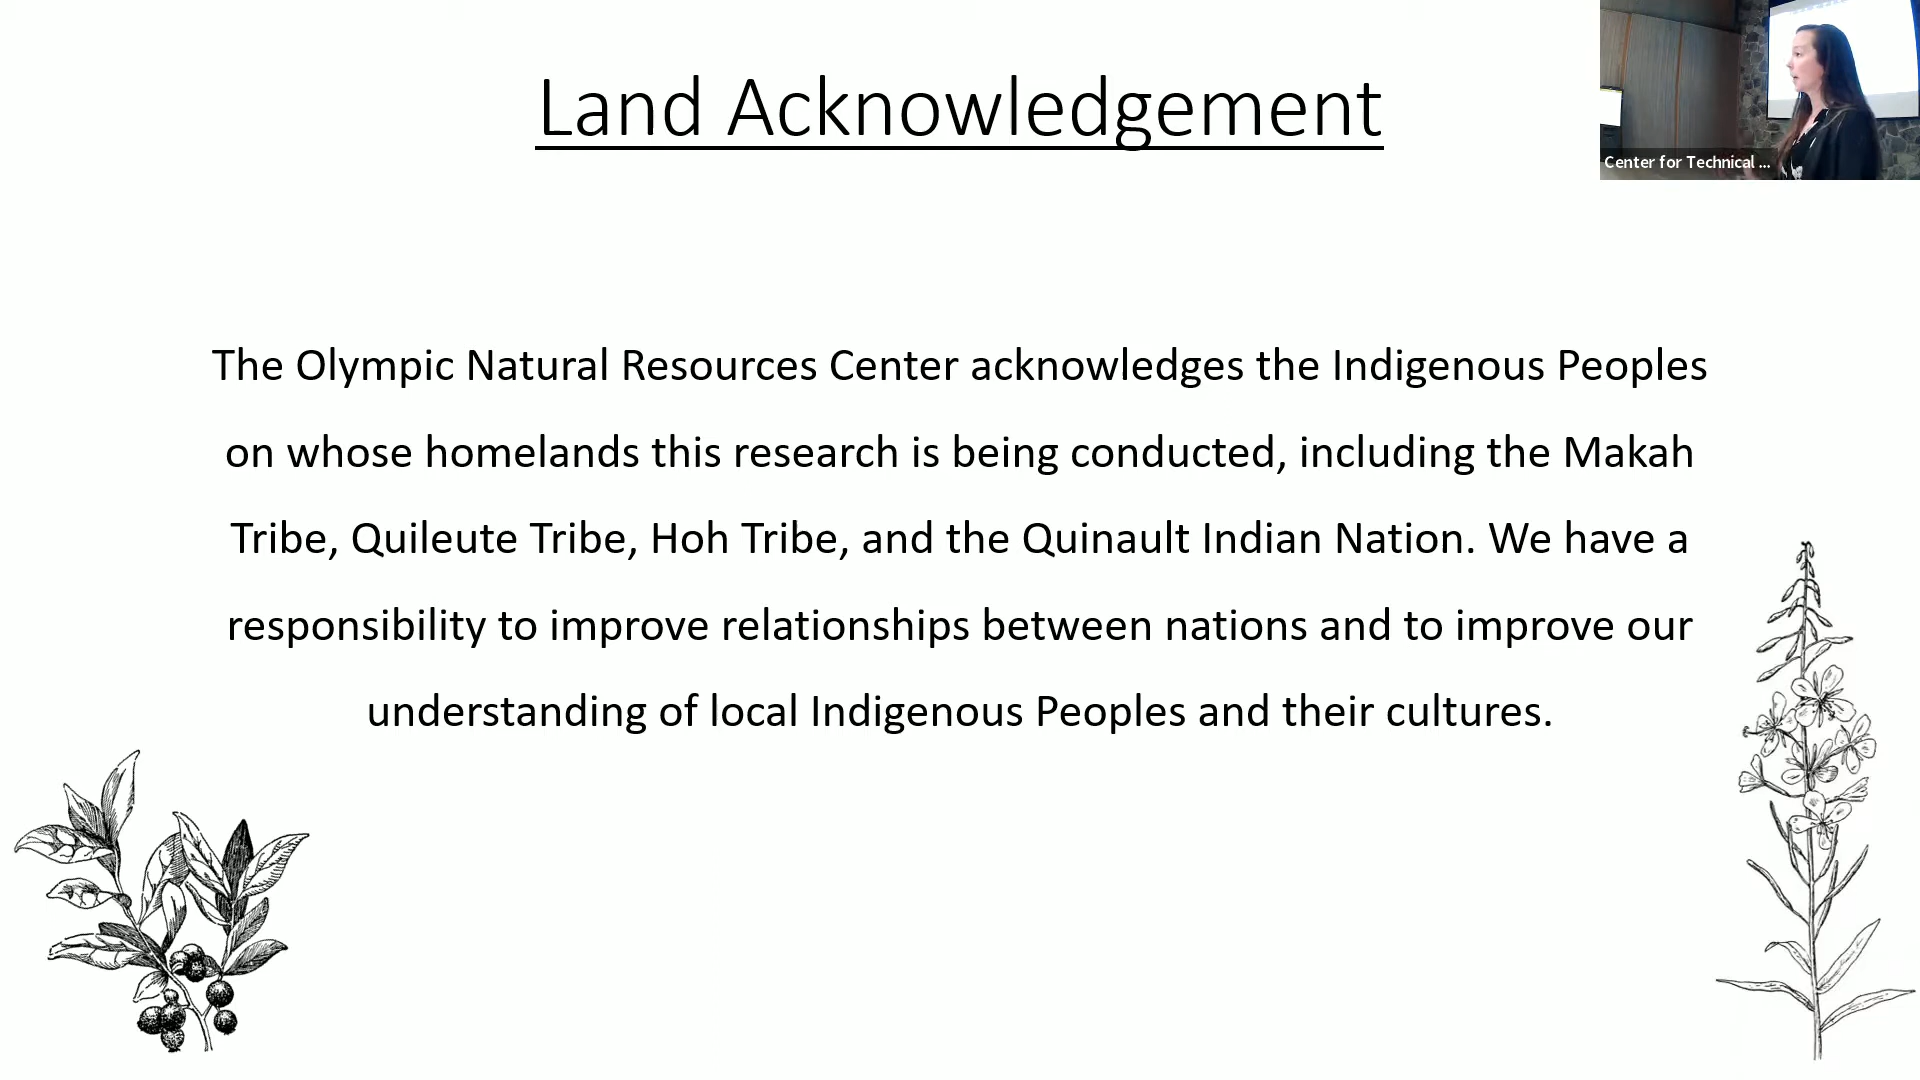 Land Acknowledgement
Center for Technical ...
The Olympic Natural Resources Center acknowledges the Indigenous Peoples
on whose homelands this research is being conducted, including the Makah
Tribe, Quileute Tribe, Hoh Tribe, and the Quinault Indian Nation. We have a
responsibility to improve relationships between nations and to improve our
understanding of local Indigenous Peoples and their cultures.